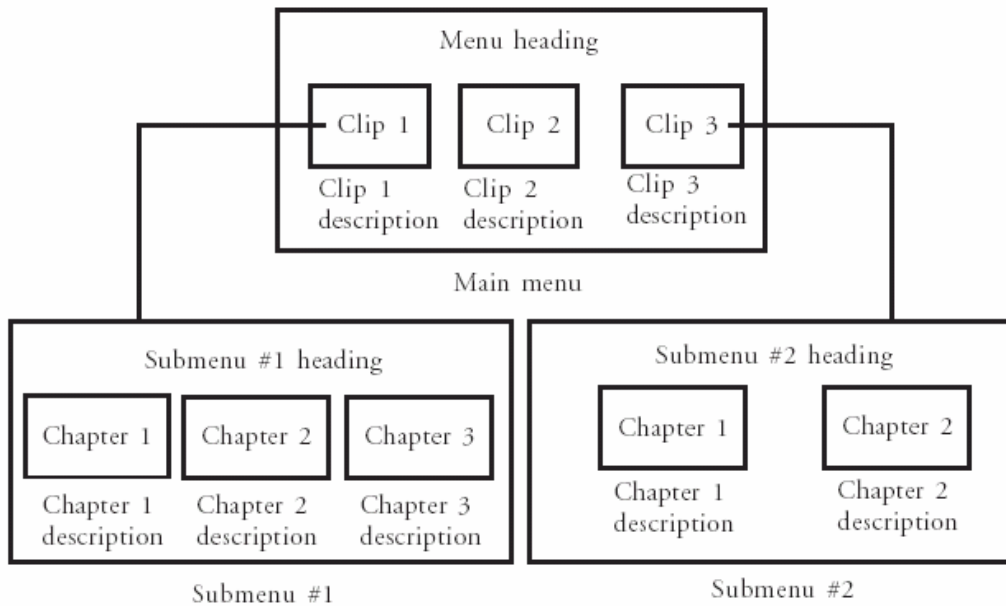 Menu heading
Clip 1
Clip 2
Clip 3
Clip 1
description
Clip 2
description
Clip 3
description
Main menu
Submenu #1 heading
Chapter 1
Chapter 2
Chapter 3
Chapter 1
description
Chapter 2
description
Chapter 3
description
Submenu #1
Submenu #2 heading
Chapter 1
Chapter 2
Chapter 1
description
Chapter 2
description
Submenu #2